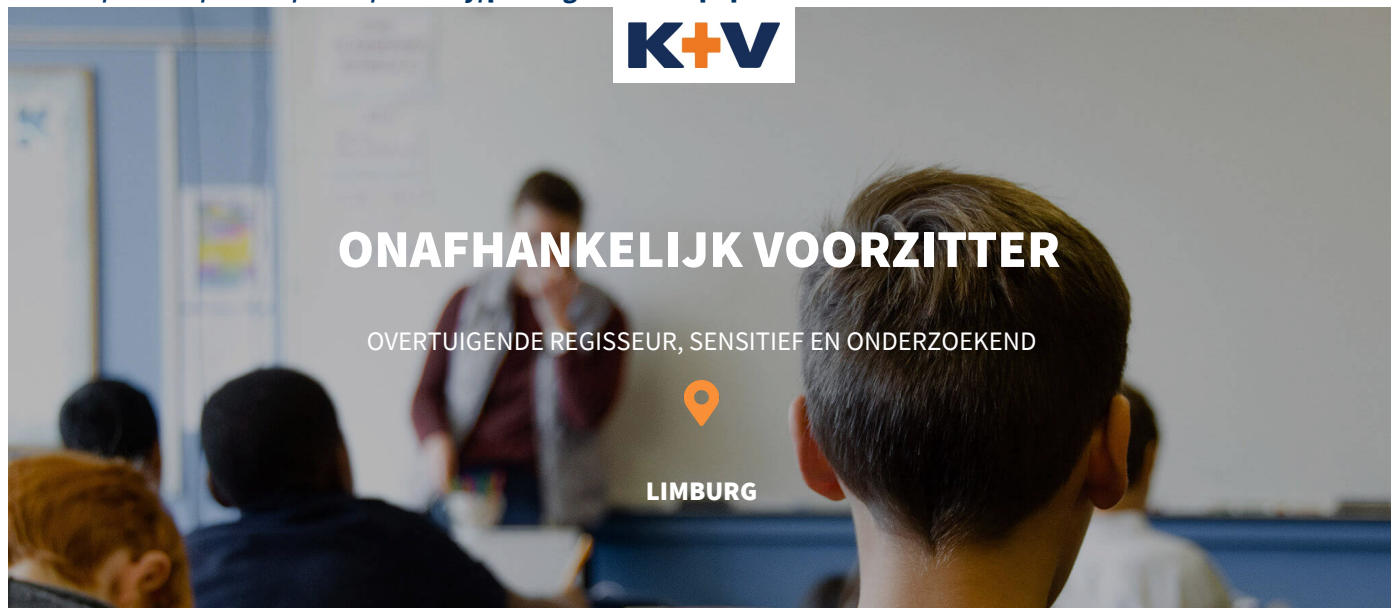 K+V
ONAFHANKELIJK VOORZITTER
OVERTUIGENDE REGISSEUR, SENSITIEF EN ONDERZOEKEND
LIMBURG